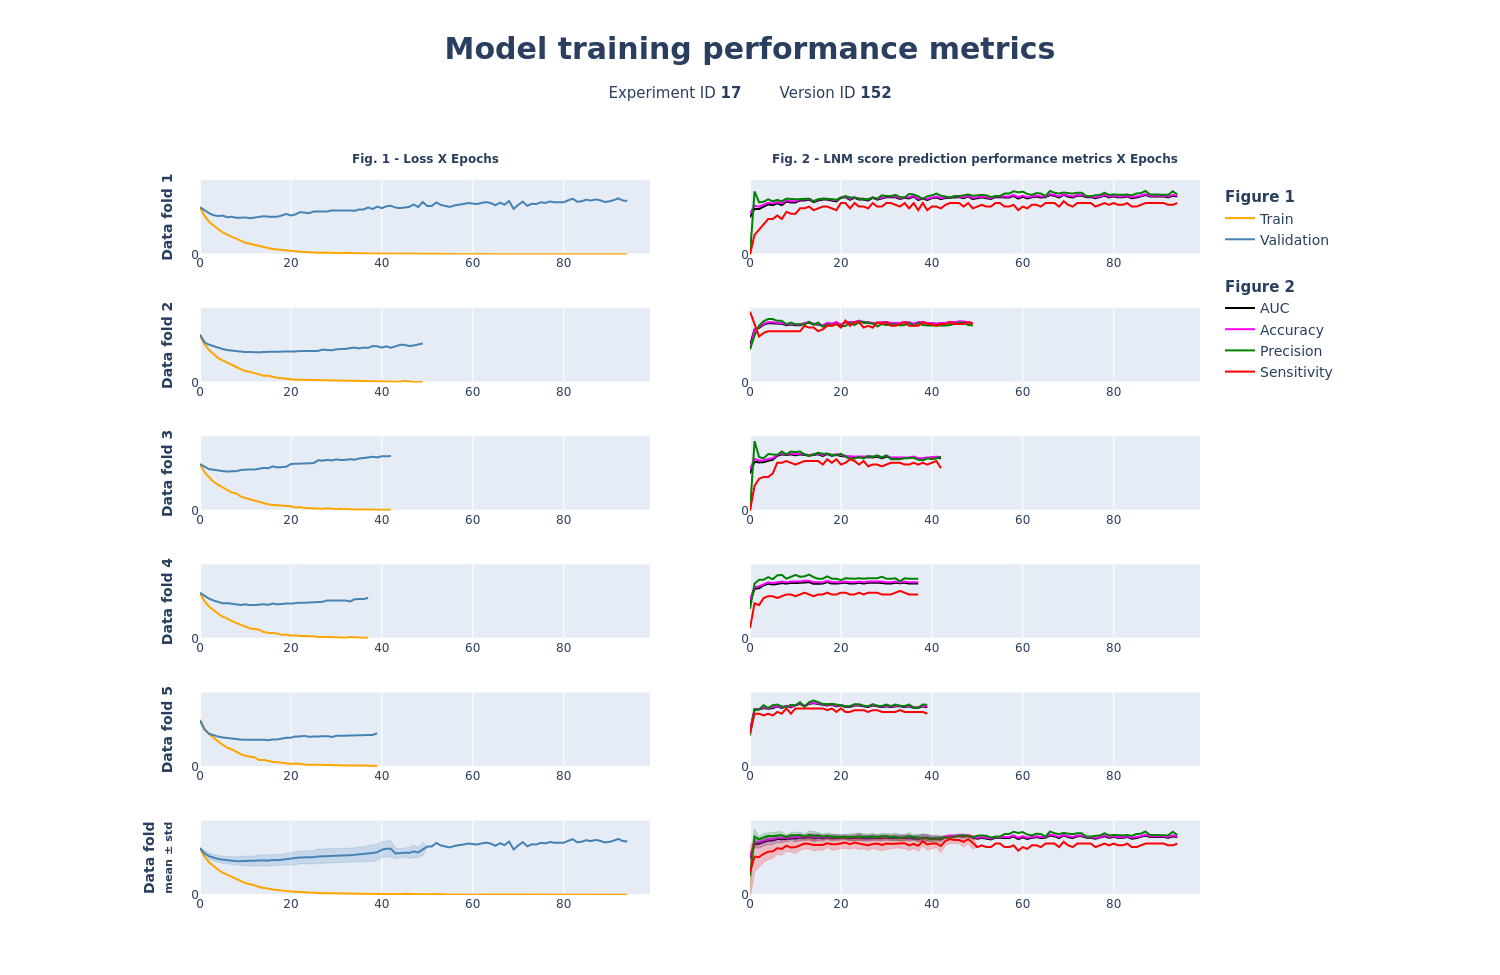 Model training performance metrics
Experiment ID 17 Version ID 152
Fig. 1 - Loss X Epochs
Fig. 2 - LNM score prediction performance metrics X Epochs
Data fold 1
0
0 20 40 60 80
0
0 20 40 60 80
Figure 1
Train
Validation
Figure 2
AUC
Accuracy
Precision
Sensitivity
Data fold 2
0
0 20 40 60 80
0
0 20 40 60 80
Data fold 3
0
0 20 40 60 80
0
0 20 40 60 80
Data fold 4
0
0 20 40 60 80
0
0 20 40 60 80
Data fold 5
0
0 20 40 60 80
0
0 20 40 60 80
Data fold
mean ± std
0
0 20 40 60 80
0
0 20 40 60 80